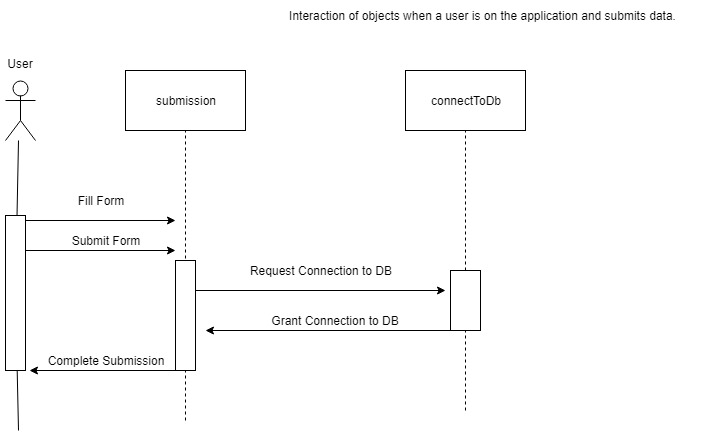 Interaction of objects when a user is on the application and submits data.
User
submission
connectToDb
Fill Form
Submit Form
Request Connection to DB
Grant Connection to DB
Complete Submission